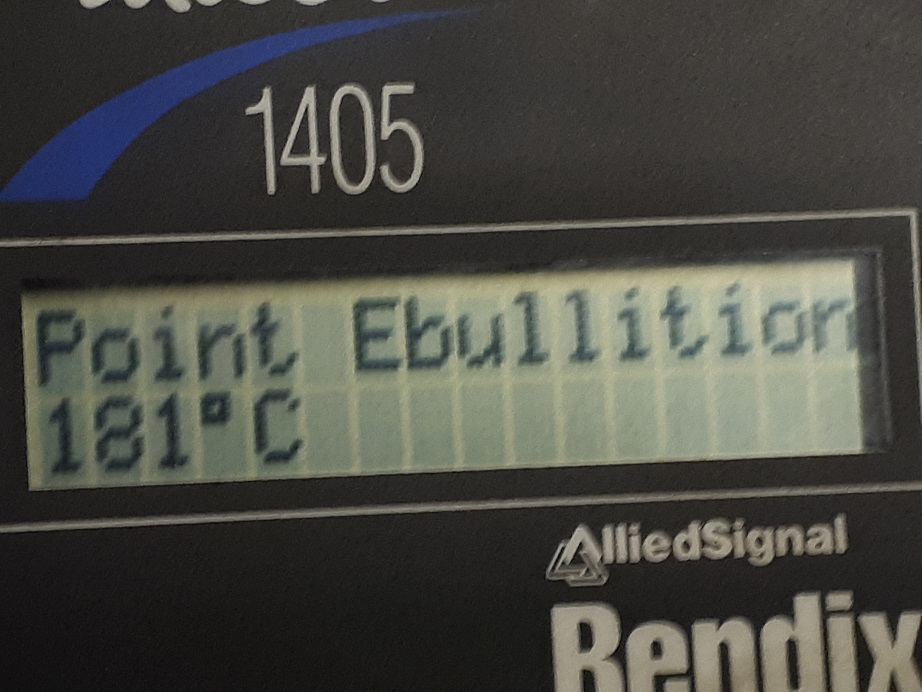 1405
Point Ebullition
181°C
AlliedSignal
Bendix